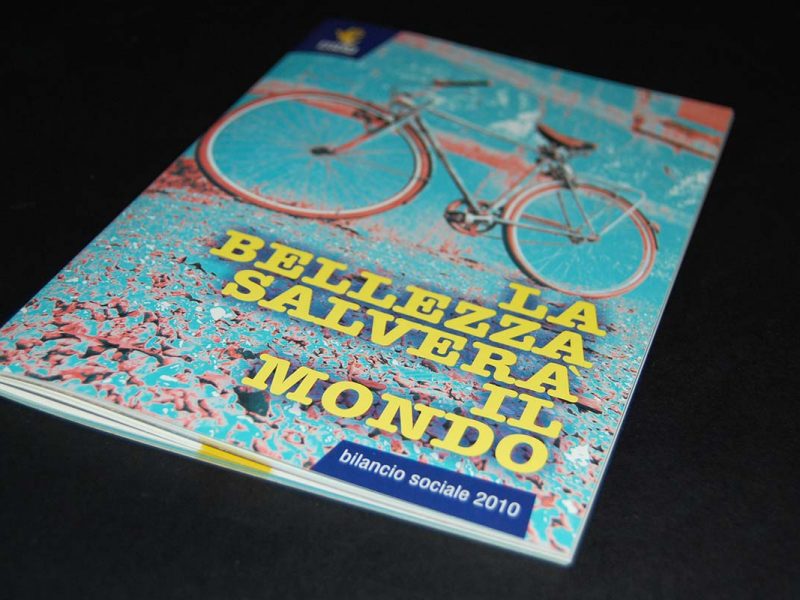 LA
BELLEZZA
SALVERÀ
IL
MONDO
bilancio sociale 2010